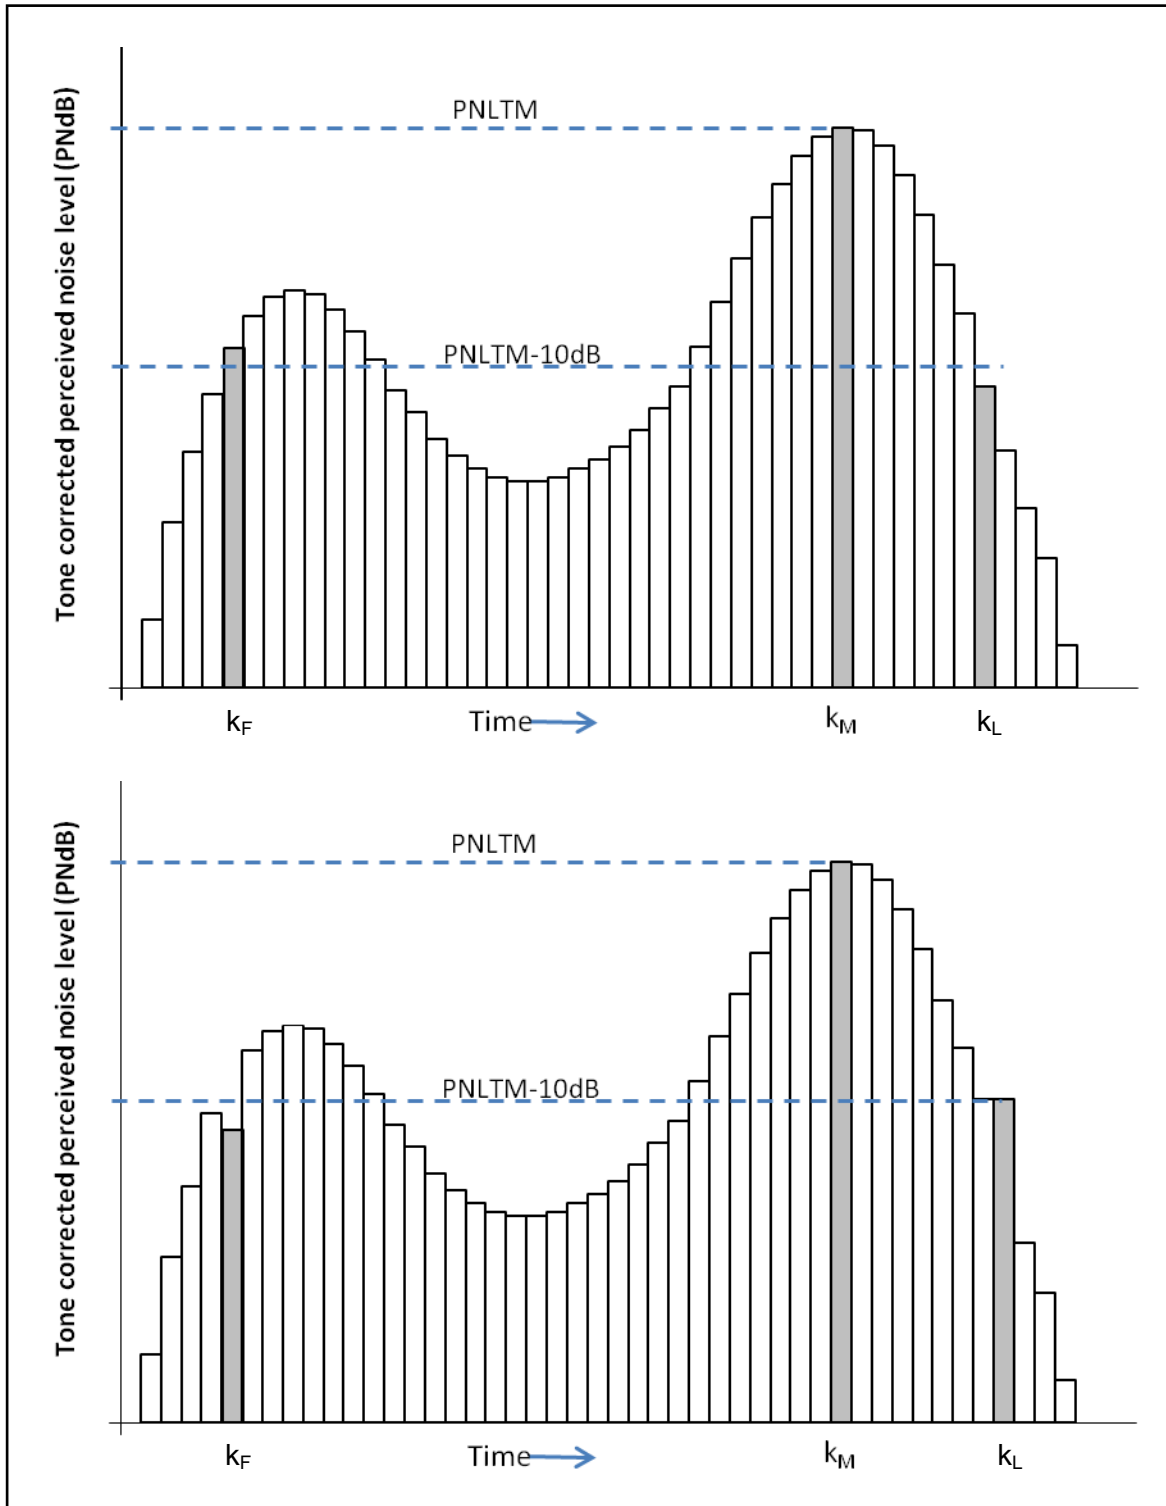 Tone corrected perceived noise level (PNdB)
PNLTM
PNLTM-10dB
kF
Time
kM
kL
Tone corrected perceived noise level (PNdB)
PNLTM
PNLTM-10dB
kF
Time
kM
kL